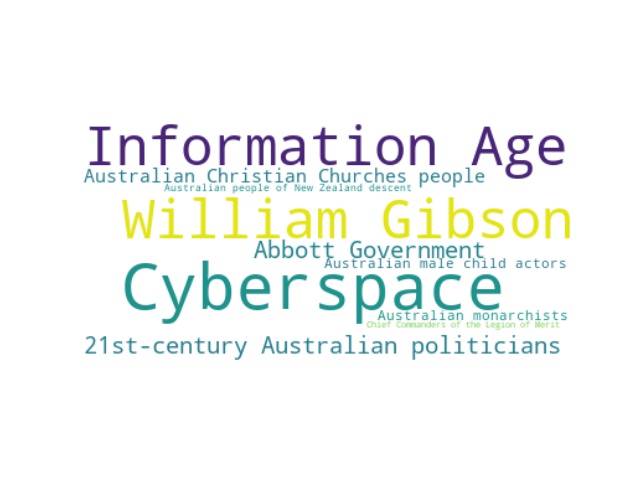 Information Age
Australian Christian Churches people
Australian people of New Zealand descent
William Gibson
Abbott Government
Australian male child actors
Cyberspace
Australian monarchists
Chief Commanders of the Legion of Merit
21st-century Australian politicians